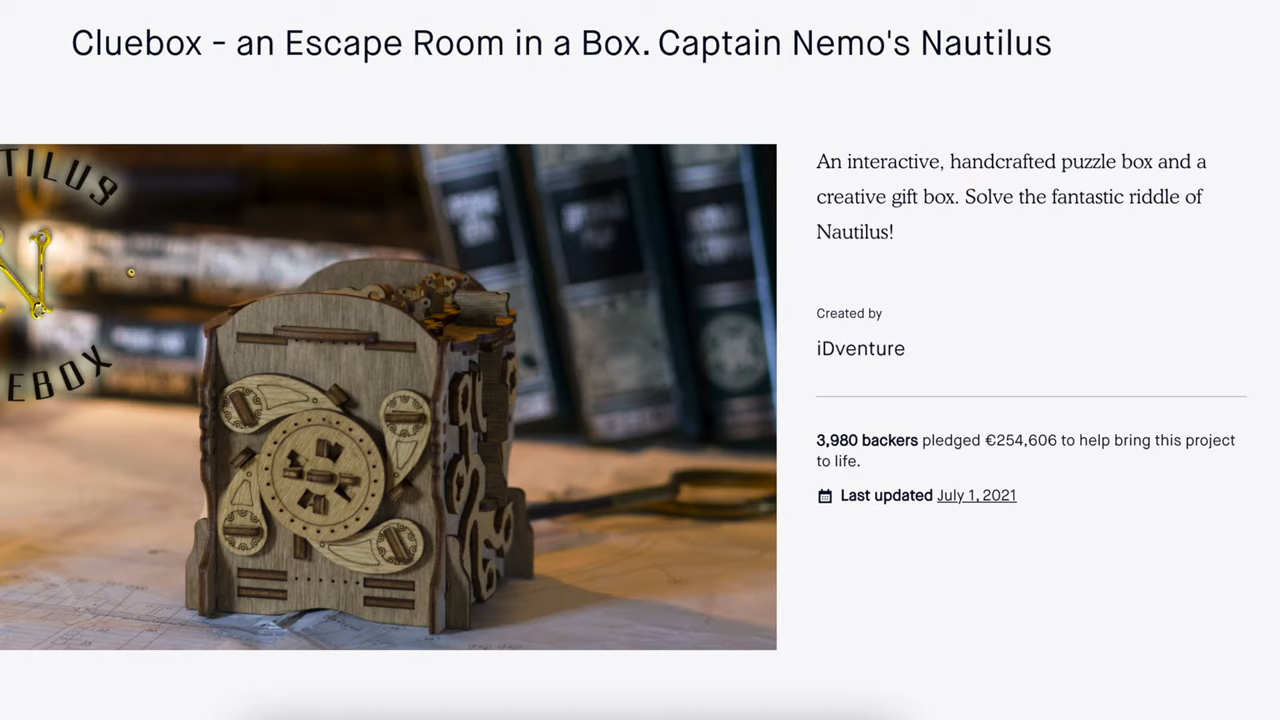 Cluebox - an Escape Room in a Box. Captain Nemo's Nautilus
TILUS
N
EBOX
An interactive, handcrafted puzzle box and a
creative gift box. Solve the fantastic riddle of
Nautilus!
Created by
iDventure
3,980 backers pledged €254,606 to help bring this project
to life.
Last updated July 1, 2021